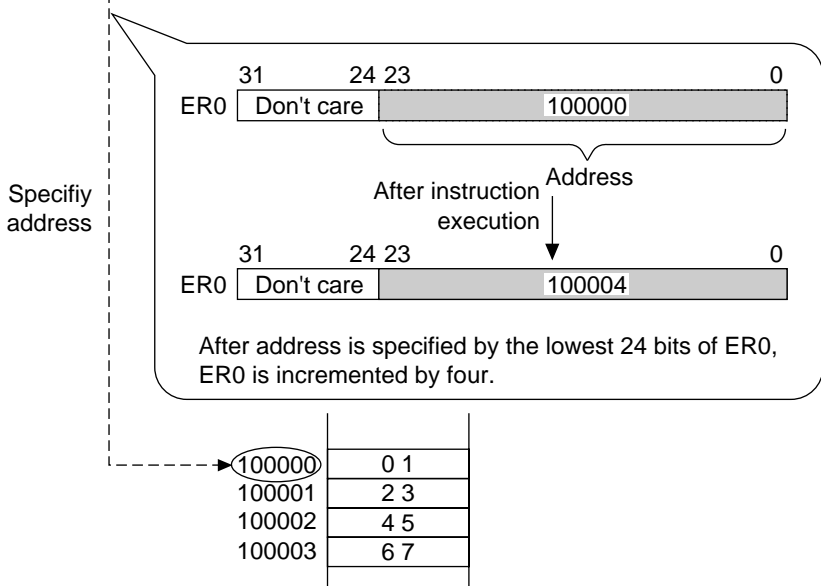 31 24 23 0
ER0 Don't care 100000
Address
After instruction
execution
Specifiy
address
31 24 23 0
ER0 Don't care 100004
After address is specified by the lowest 24 bits of ER0,
ER0 is incremented by four.
100000 0 1
100001 2 3
100002 4 5
100003 6 7